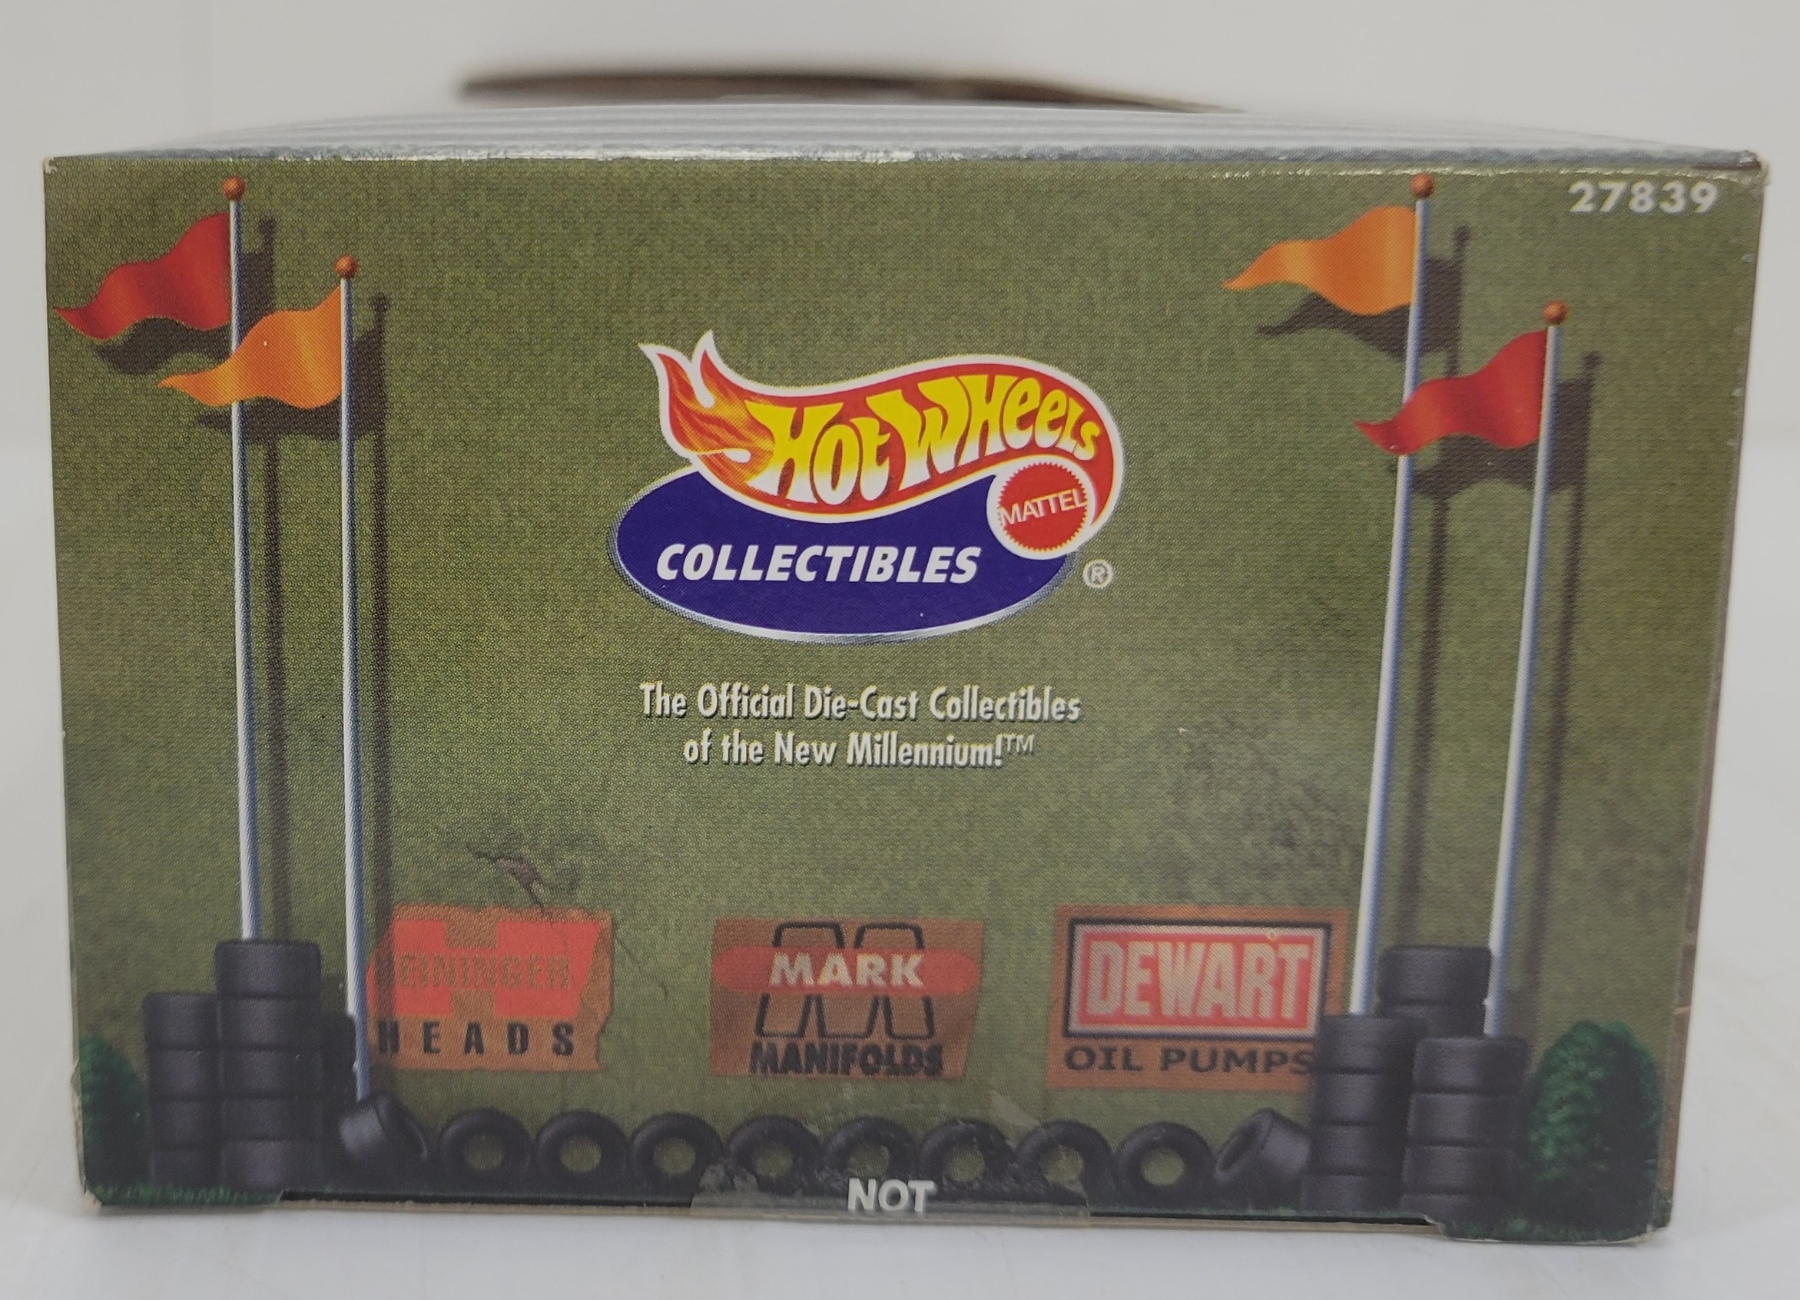 27839
HOT WHEELS
MATTEL
COLLECTIBLES
®
The Official Die-Cast Collectibles
of the New Millennium!™
HEININGER
HEADS
MARK
MANIFOLDS
DEWART
OIL PUMPS
NOT